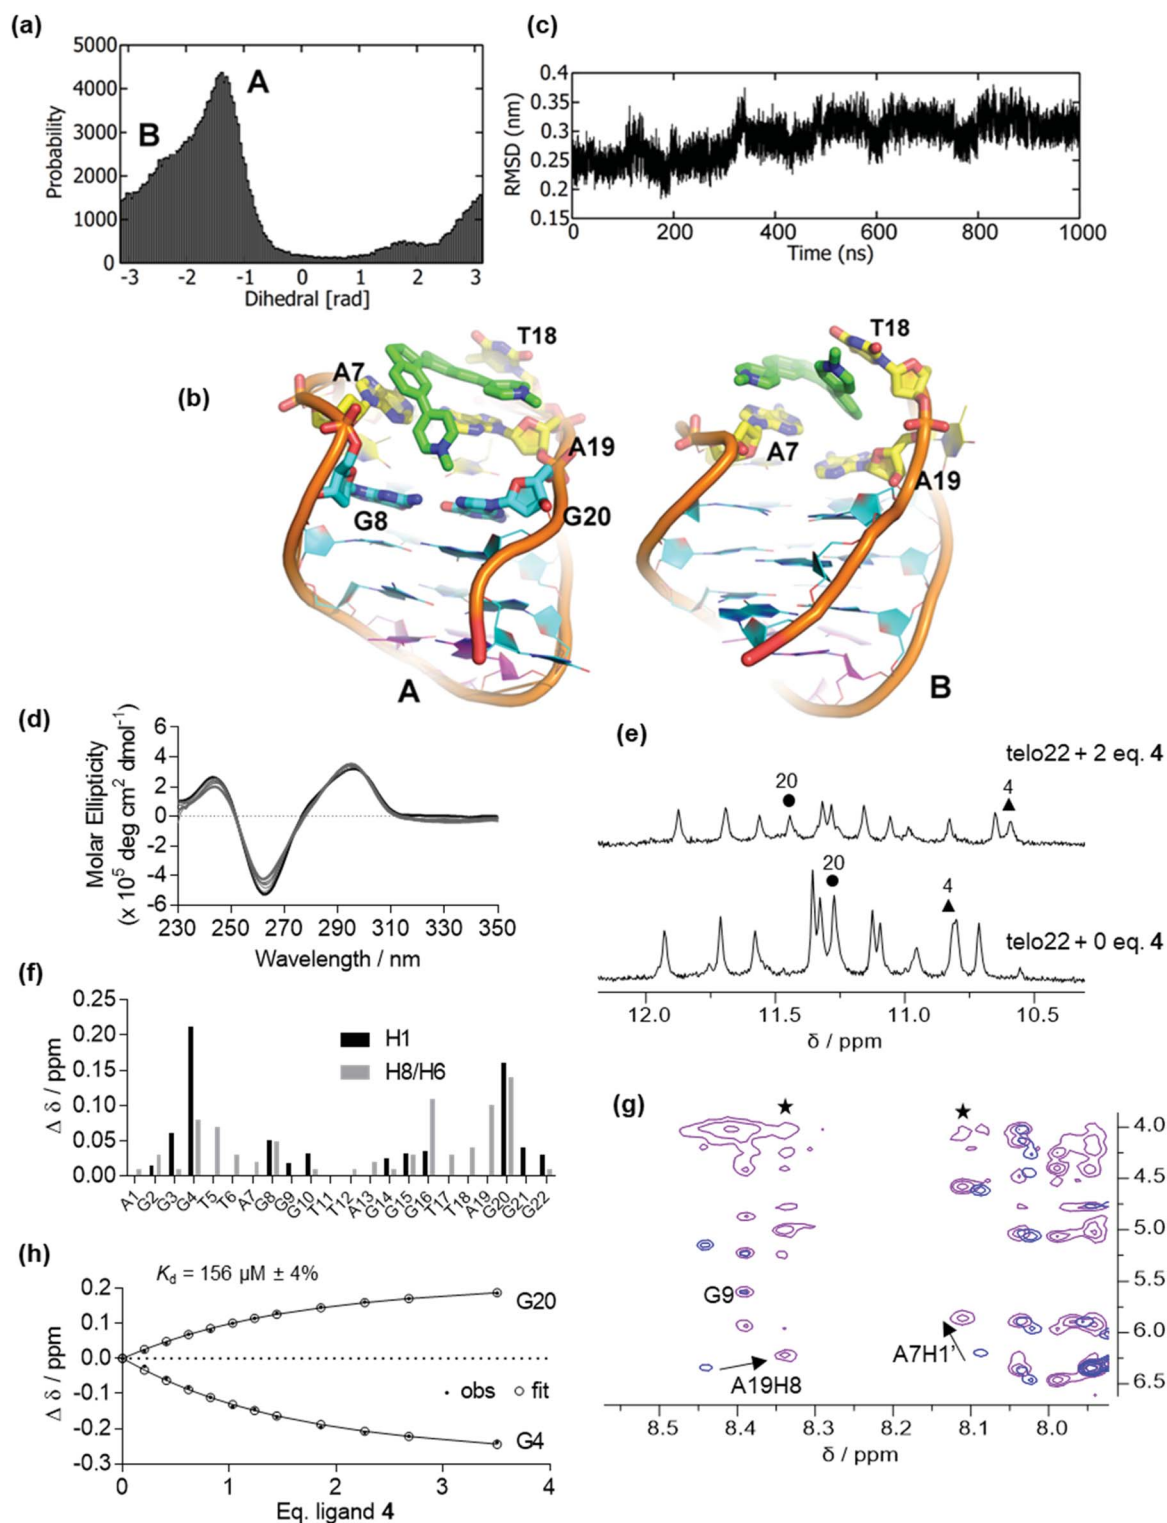 (a)
5000
4000
3000
2000
1000
0
Probability
B
A
-3 -2 -1 0 1 2 3
Dihedral [rad]
(c)
0.4
0.35
0.3
0.25
0.2
0.15
RMSD (nm)
0 200 400 600 800 1000
Time (ns)
(b)
T18
A7
A19
G8
G20
A
T18
A7
A19
B
(d)
6
4
2
0
-2
-4
-6
Molar Ellipticity
(x 10⁵ deg cm² dmol⁻¹)
230 250 270 290 310 330 350
Wavelength / nm
(e)
telo22 + 2 eq. 4
20
4
20
4
telo22 + 0 eq. 4
12.0 11.5 11.0 10.5
δ / ppm
(f)
0.25
0.20
0.15
0.10
0.05
0.00
Δ δ / ppm
H1
H8/H6
A1 G2 G3 G4 T5 T6 A7 G8 G9 G10 T11 T12 A13 G14 G15 G16 T17 T18 A19 G20 G21 G22
(g)
4.0
4.5
5.0
5.5
6.0
6.5
G9
A19H8
A7H1'
8.5 8.4 8.3 8.2 8.1 8.0
δ / ppm
(h)
Kd = 156 µM ± 4%
0.2
0.1
0.0
-0.1
-0.2
-0.3
Δ δ / ppm
G20
obs fit
G4
0 1 2 3 4
Eq. ligand 4